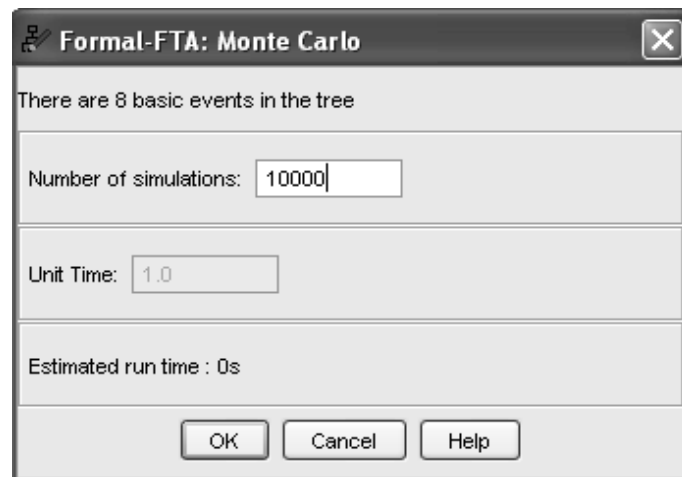 Formal-FTA: Monte Carlo
There are 8 basic events in the tree
Number of simulations: 10000
Unit Time: 1.0
Estimated run time : 0s
OK Cancel Help